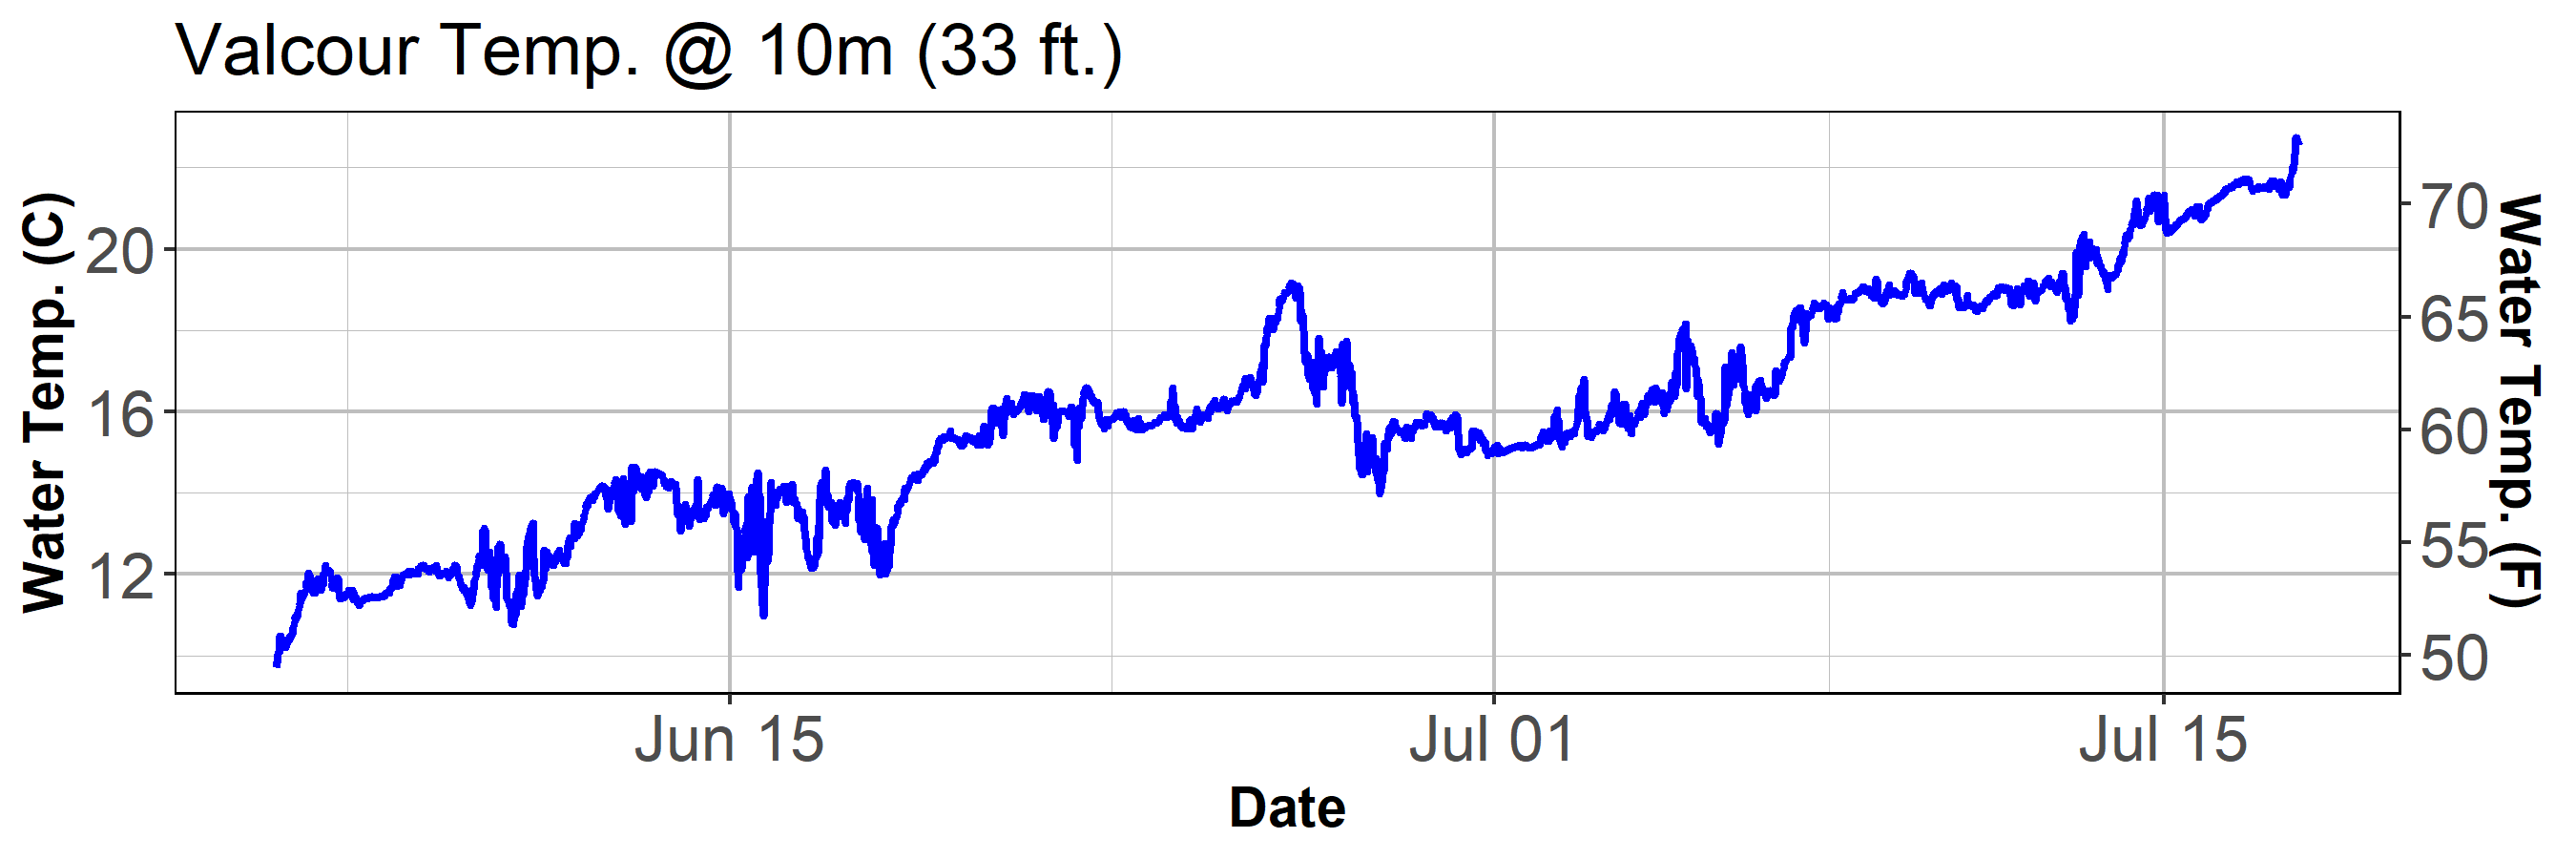 Valcour Temp. @ 10m (33 ft.)
Water Temp. (C)
20
16
12
70
65
60
55
50
Water Temp. (F)
Jun 15
Jul 01
Jul 15
Date